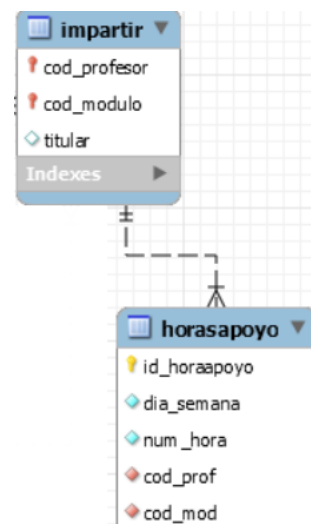 impartir
cod_profesor
cod_modulo
titular
Indexes
horasapoyo
id_horaapoyo
dia_semana
num_hora
cod_prof
cod_mod